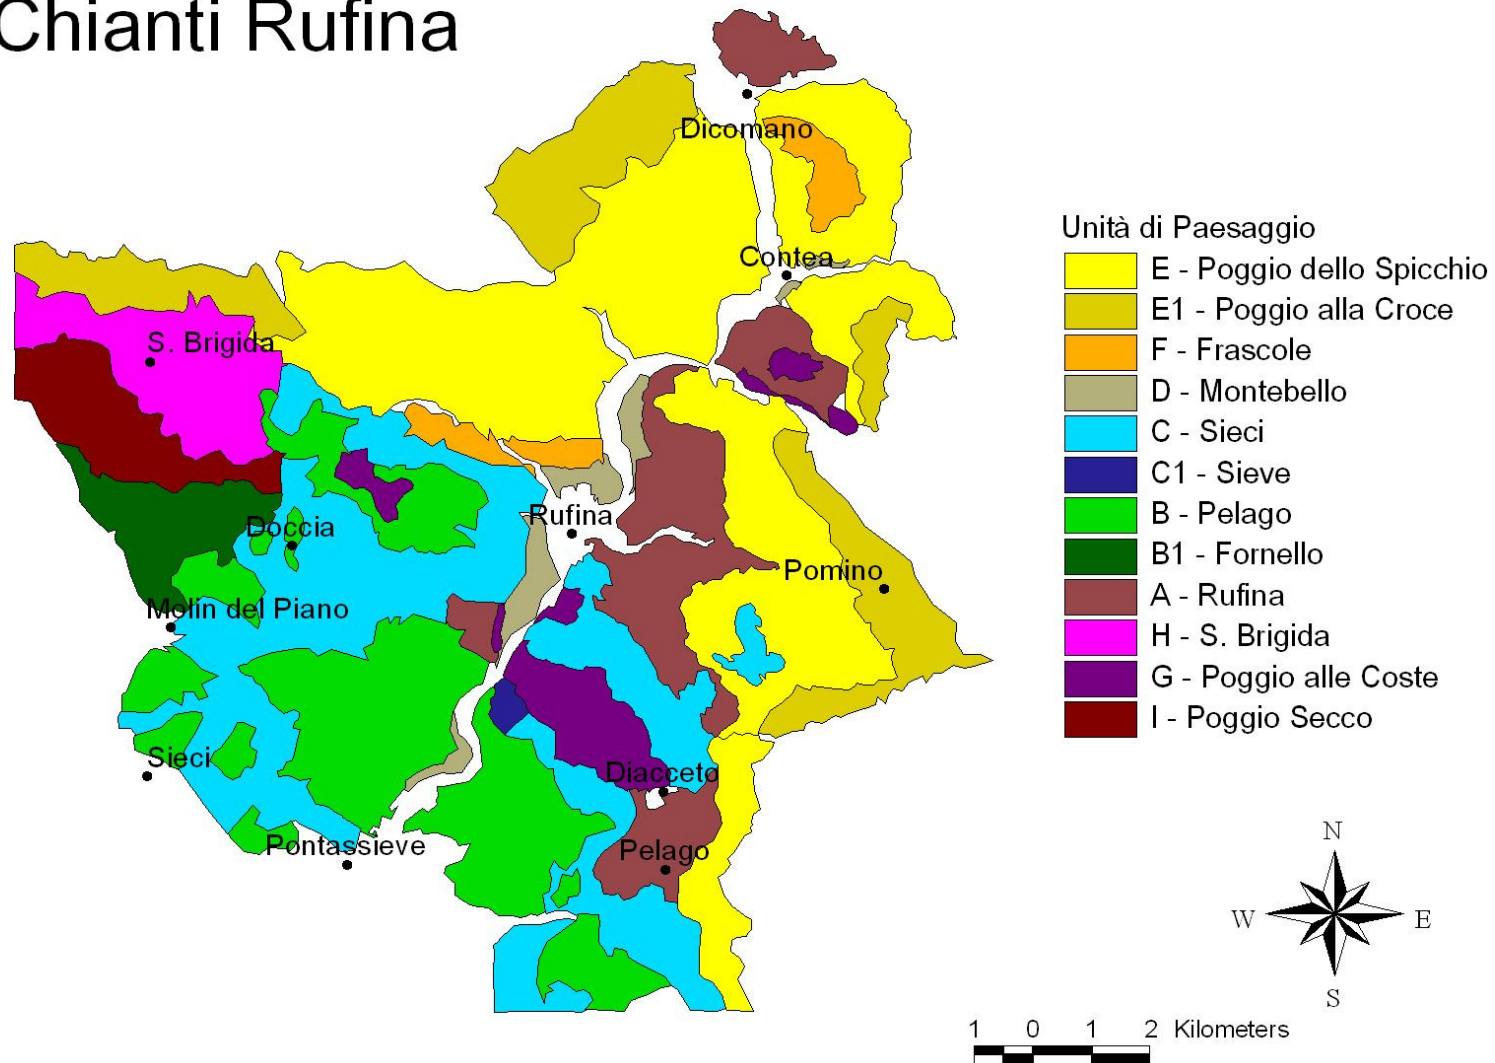 Chianti Rufina
Dicomano
Contea
S. Brigida
Rufina
Doccia
Pomino
Molin del Piano
Sieci
Diacceto
Pontassieve
Pelago
Unità di Paesaggio
E - Poggio dello Spicchio
E1 - Poggio alla Croce
F - Frascole
D - Montebello
C - Sieci
C1 - Sieve
B - Pelago
B1 - Fornello
A - Rufina
H - S. Brigida
G - Poggio alle Coste
I - Poggio Secco
N
W E
S
1 0 1 2 Kilometers